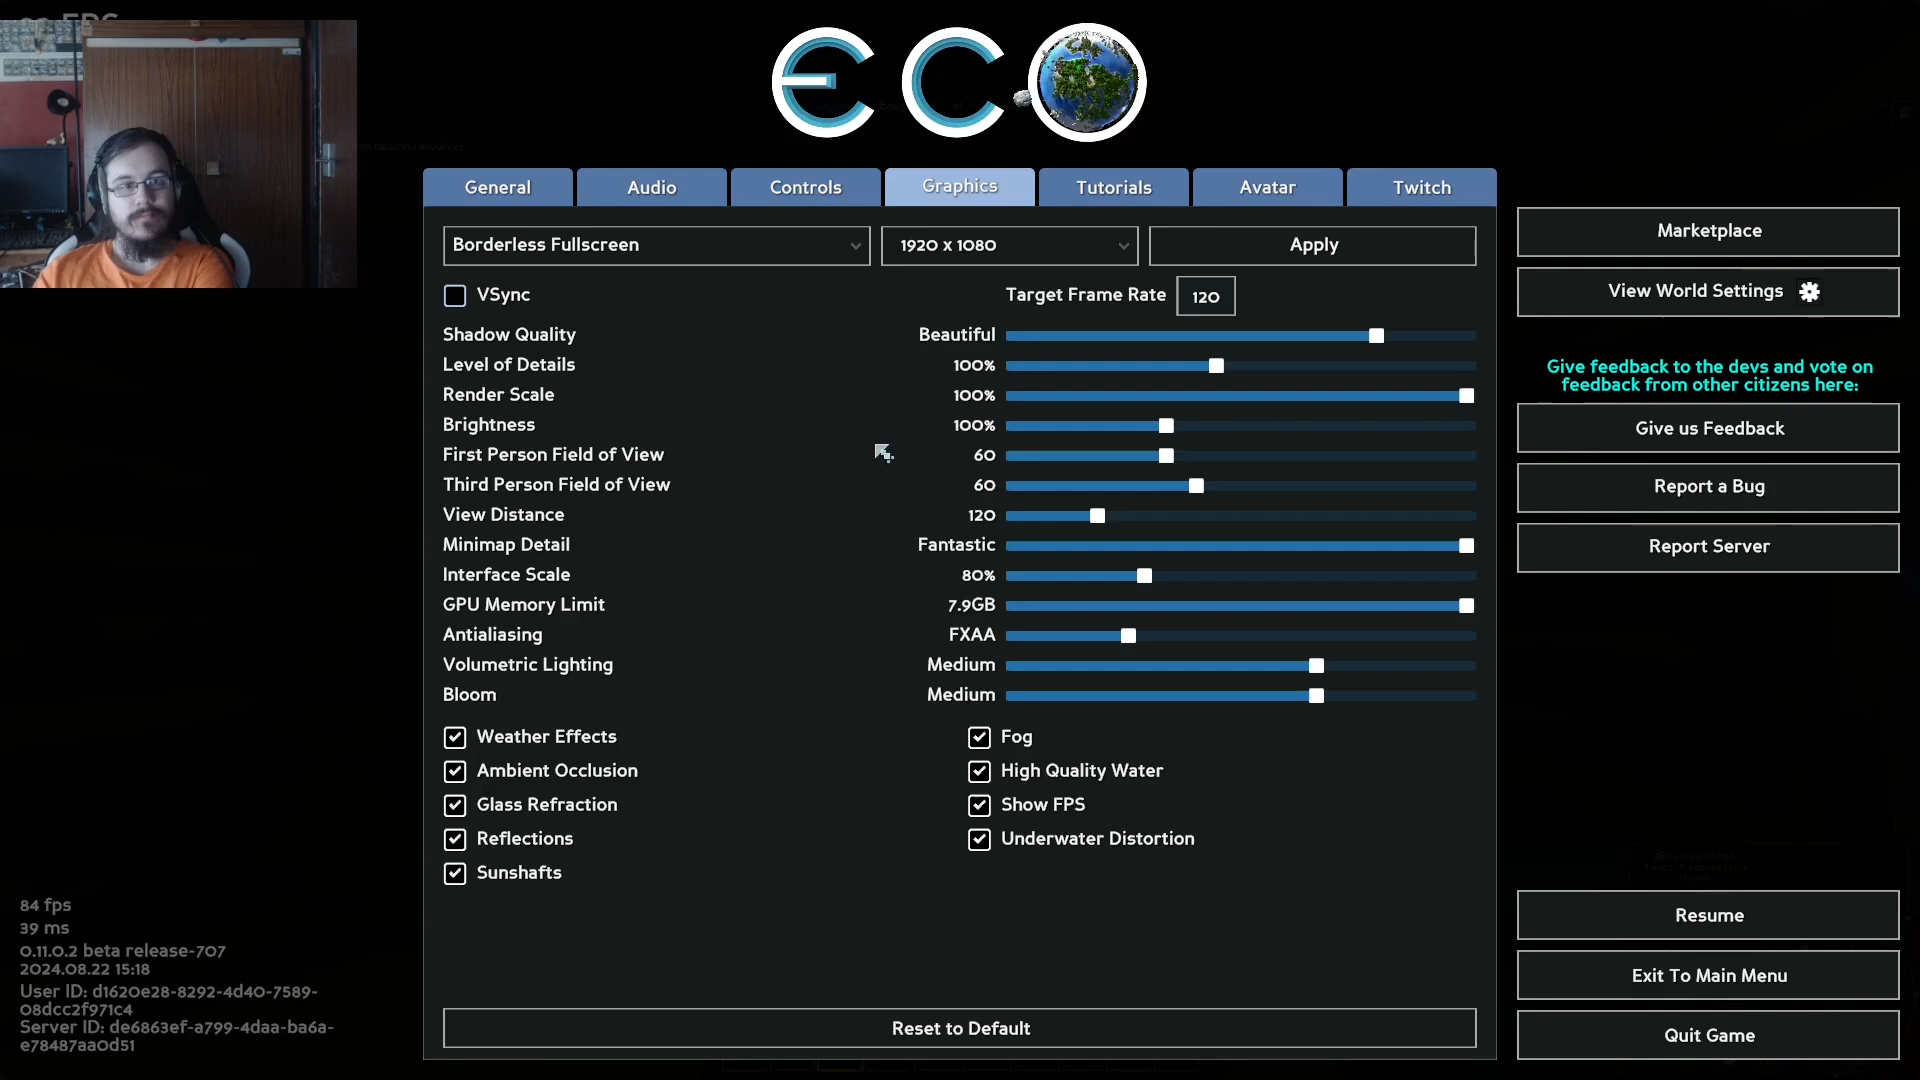 ECO
General
Audio
Controls
Graphics
Tutorials
Avatar
Twitch
Borderless Fullscreen
1920 x 1080
Apply
VSync
Target Frame Rate
120
Shadow Quality
Beautiful
Level of Details
100%
Render Scale
100%
Brightness
100%
First Person Field of View
60
Third Person Field of View
60
View Distance
120
Minimap Detail
Fantastic
Interface Scale
80%
GPU Memory Limit
7.9GB
Antialiasing
FXAA
Volumetric Lighting
Medium
Bloom
Medium
Weather Effects
Fog
Ambient Occlusion
High Quality Water
Glass Refraction
Show FPS
Reflections
Underwater Distortion
Sunshafts
Reset to Default
Marketplace
View World Settings
Give feedback to the devs and vote on
feedback from other citizens here:
Give us Feedback
Report a Bug
Report Server
Resume
Exit To Main Menu
Quit Game
84 fps
39 ms
0.11.0.2 beta release-707
2024.08.22 15:18
User ID: d1620e28-8292-4d40-7589-
08dcc2f971c4
Server ID: de6863ef-a799-4daa-ba6a-
e78487aa0d51